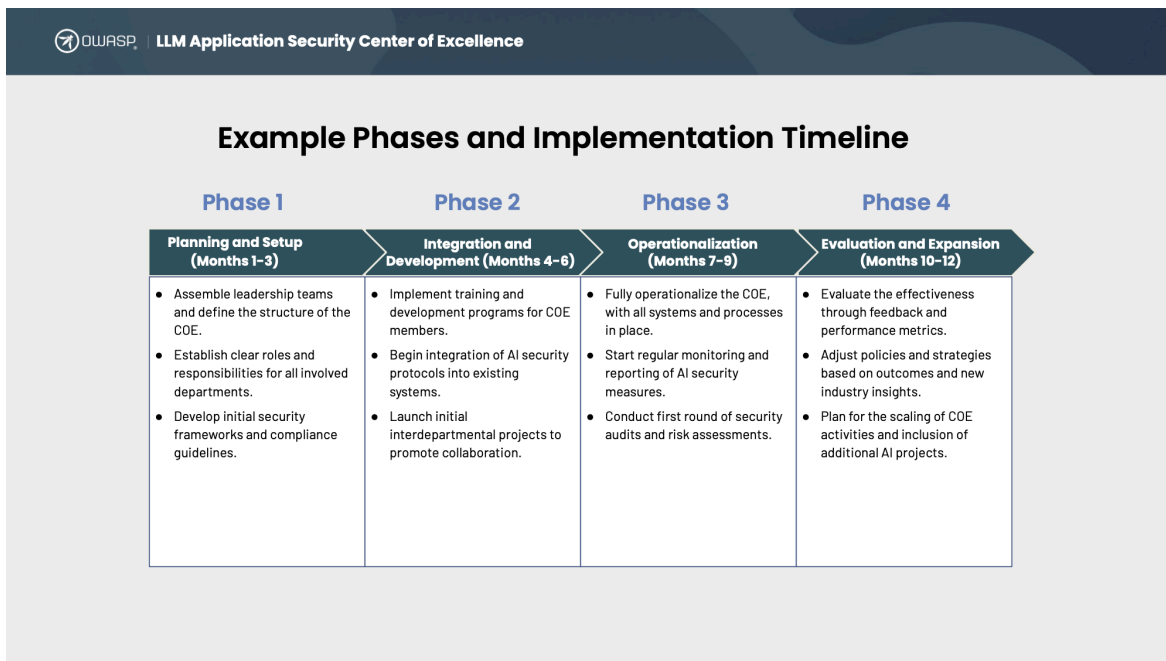 OWASP | LLM Application Security Center of Excellence
Example Phases and Implementation Timeline
Phase 1
Planning and Setup
(Months 1-3)
● Assemble leadership teams
and define the structure of the
COE.
● Establish clear roles and
responsibilities for all involved
departments.
● Develop initial security
frameworks and compliance
guidelines.
Phase 2
Integration and
Development (Months 4-6)
● Implement training and
development programs for COE
members.
● Begin integration of AI security
protocols into existing
systems.
● Launch initial
interdepartmental projects to
promote collaboration.
Phase 3
Operationalization
(Months 7-9)
● Fully operationalize the COE,
with all systems and processes
in place.
● Start regular monitoring and
reporting of AI security
measures.
● Conduct first round of security
audits and risk assessments.
Phase 4
Evaluation and Expansion
(Months 10-12)
● Evaluate the effectiveness
through feedback and
performance metrics.
● Adjust policies and strategies
based on outcomes and new
industry insights.
● Plan for the scaling of COE
activities and inclusion of
additional AI projects.